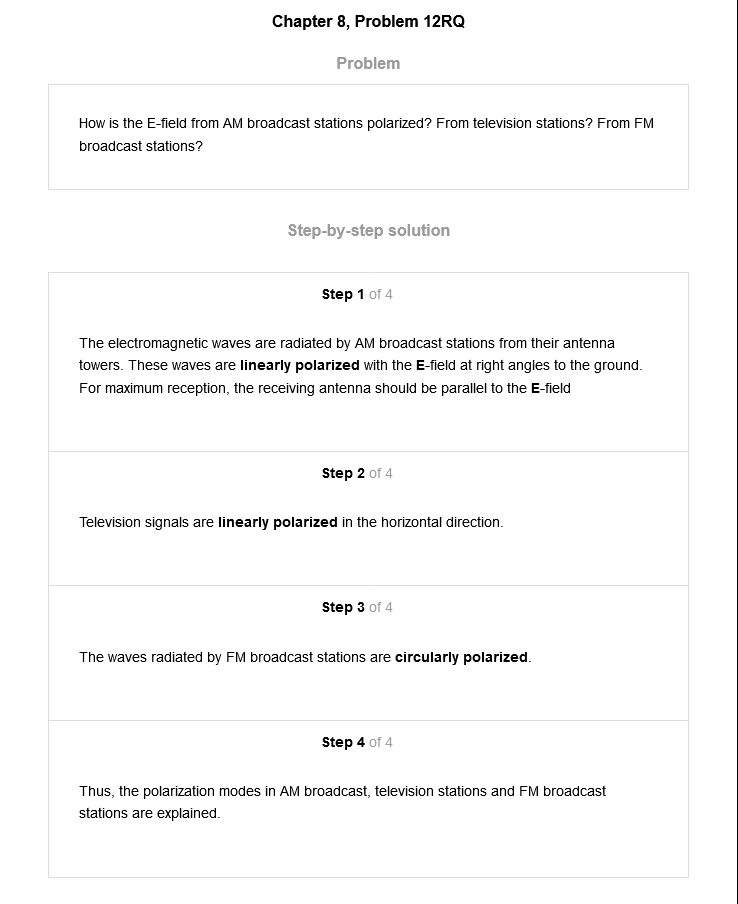 Chapter 8, Problem 12RQ
Problem
How is the E-field from AM broadcast stations polarized? From television stations? From FM
broadcast stations?
Step-by-step solution
Step 1 of 4
The electromagnetic waves are radiated by AM broadcast stations from their antenna
towers. These waves are linearly polarized with the E-field at right angles to the ground.
For maximum reception, the receiving antenna should be parallel to the E-field
Step 2 of 4
Television signals are linearly polarized in the horizontal direction.
Step 3 of 4
The waves radiated by FM broadcast stations are circularly polarized.
Step 4 of 4
Thus, the polarization modes in AM broadcast, television stations and FM broadcast
stations are explained.